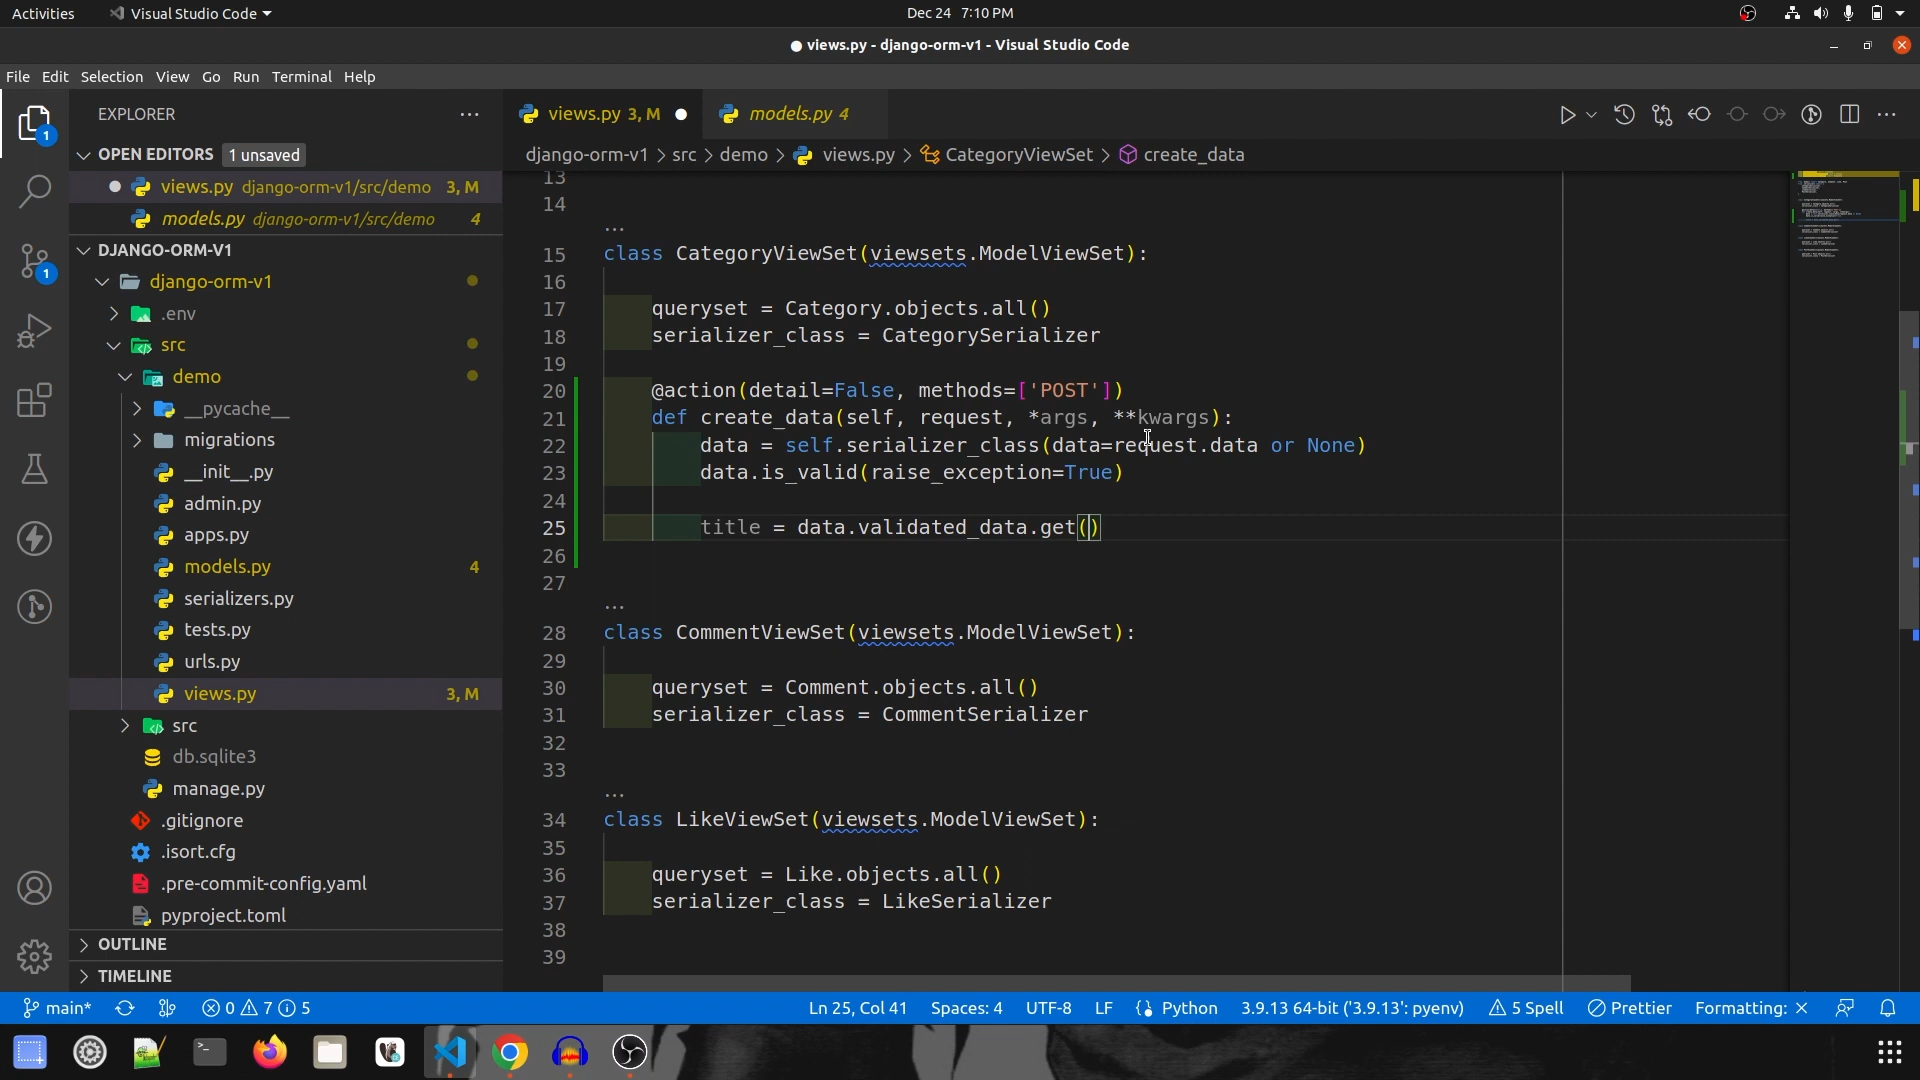 Activities
Visual Studio Code
Dec 24 7:10 PM
views.py - django-orm-v1 - Visual Studio Code
File Edit Selection View Go Run Terminal Help
EXPLORER
OPEN EDITORS 1 unsaved
views.py django-orm-v1/src/demo 3, M
models.py django-orm-v1/src/demo 4
DJANGO-ORM-V1
django-orm-v1
.env
src
demo
__pycache__
migrations
__init__.py
admin.py
apps.py
models.py 4
serializers.py
tests.py
urls.py
views.py 3, M
src
db.sqlite3
manage.py
.gitignore
.isort.cfg
.pre-commit-config.yaml
pyproject.toml
OUTLINE
TIMELINE
1
1
views.py 3, M
models.py 4
django-orm-v1 > src > demo > views.py > CategoryViewSet > create_data
13
14
...
15 class CategoryViewSet(viewsets.ModelViewSet):
16
17 queryset = Category.objects.all()
18 serializer_class = CategorySerializer
19
20 @action(detail=False, methods=['POST'])
21 def create_data(self, request, *args, **kwargs):
22 data = self.serializer_class(data=request.data or None)
23 data.is_valid(raise_exception=True)
24
25 title = data.validated_data.get()
26
27
...
28 class CommentViewSet(viewsets.ModelViewSet):
29
30 queryset = Comment.objects.all()
31 serializer_class = CommentSerializer
32
33
...
34 class LikeViewSet(viewsets.ModelViewSet):
35
36 queryset = Like.objects.all()
37 serializer_class = LikeSerializer
38
39
main* 0 7 5 Ln 25, Col 41 Spaces: 4 UTF-8 LF Python 3.9.13 64-bit ('3.9.13': pyenv) 5 Spell Prettier Formatting: ×